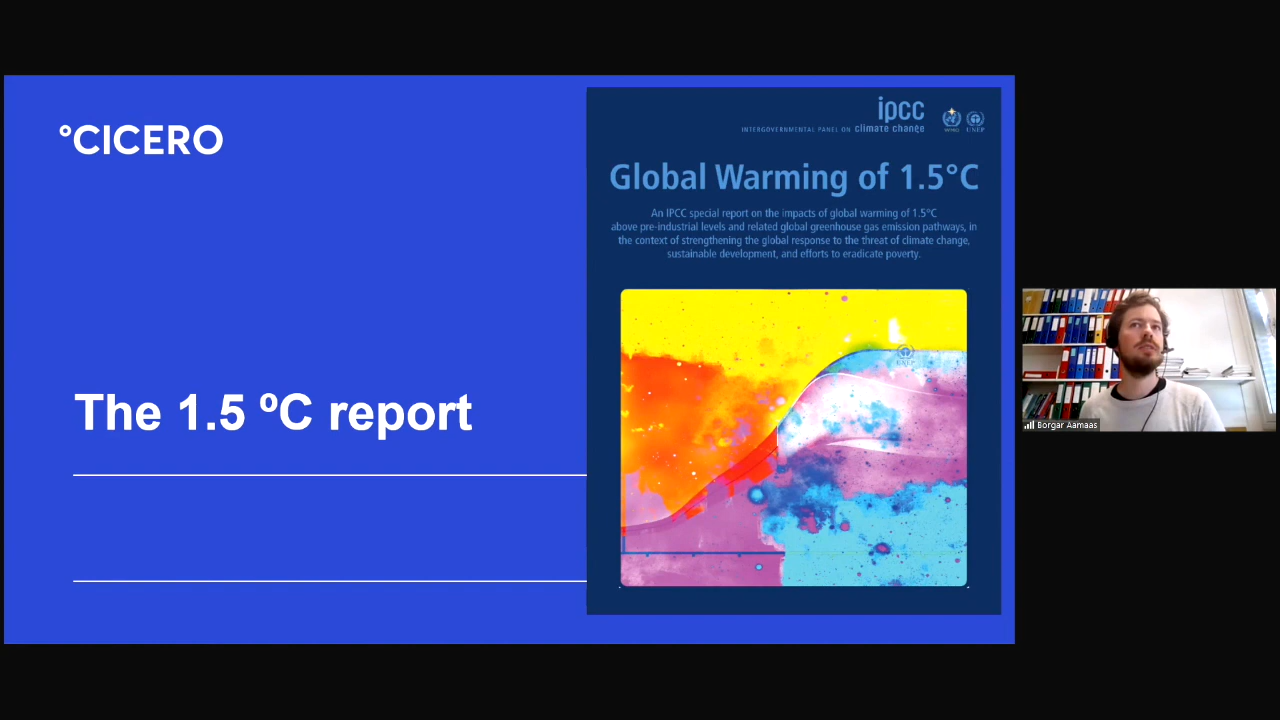 °CICERO
The 1.5 ºC report
ipcc
INTERGOVERNMENTAL PANEL ON climate change
WMO
UNEP
Global Warming of 1.5°C
An IPCC special report on the impacts of global warming of 1.5°C
above pre-industrial levels and related global greenhouse gas emission pathways, in
the context of strengthening the global response to the threat of climate change,
sustainable development, and efforts to eradicate poverty.
UNEP
Borgar Aamaas